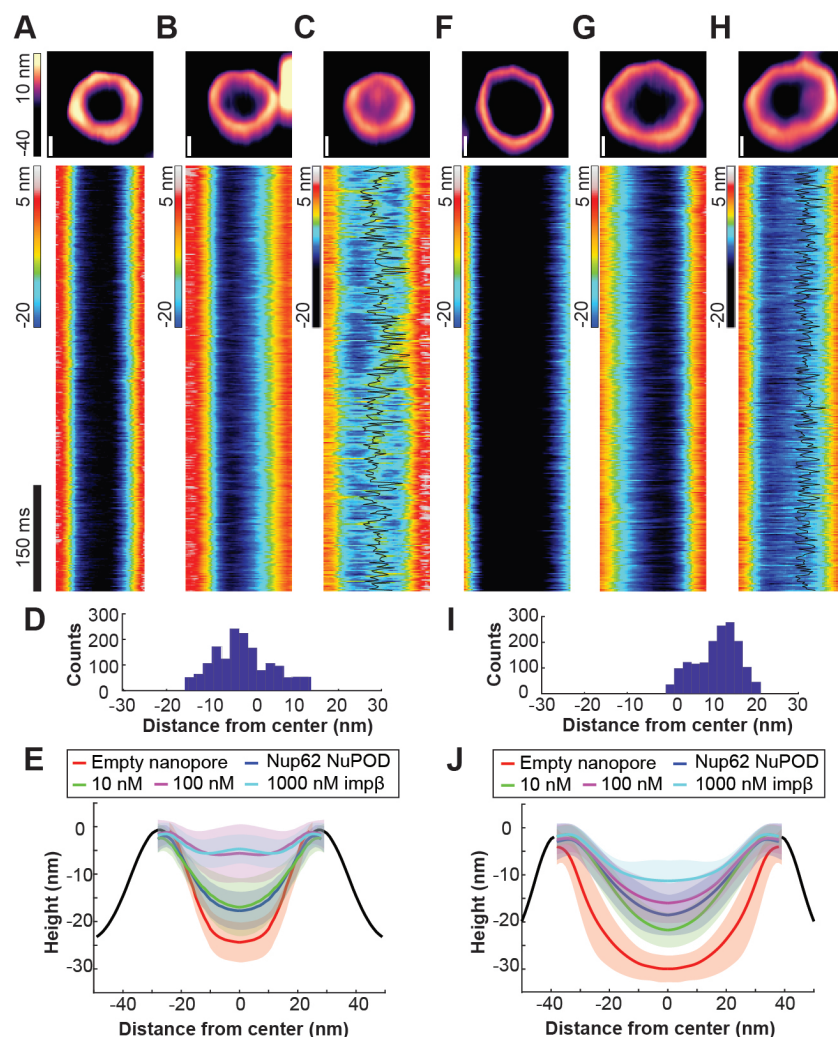 A B C F G H
10 nm
-40
5 nm
-20
5 nm
-20
5 nm
-20
5 nm
-20
5 nm
-20
5 nm
-20
150 ms
D
300
200
100
0
Counts
-30 -20 -10 0 10 20 30
Distance from center (nm)
I
300
200
100
0
Counts
-30 -20 -10 0 10 20 30
Distance from center (nm)
E
Empty nanopore Nup62 NuPOD
10 nM 100 nM 1000 nM impβ
0
-10
-20
-30
Height (nm)
-40 -20 0 20 40
Distance from center (nm)
J
Empty nanopore Nup62 NuPOD
10 nM 100 nM 1000 nM impβ
0
-10
-20
-30
Height (nm)
-40 -20 0 20 40
Distance from center (nm)